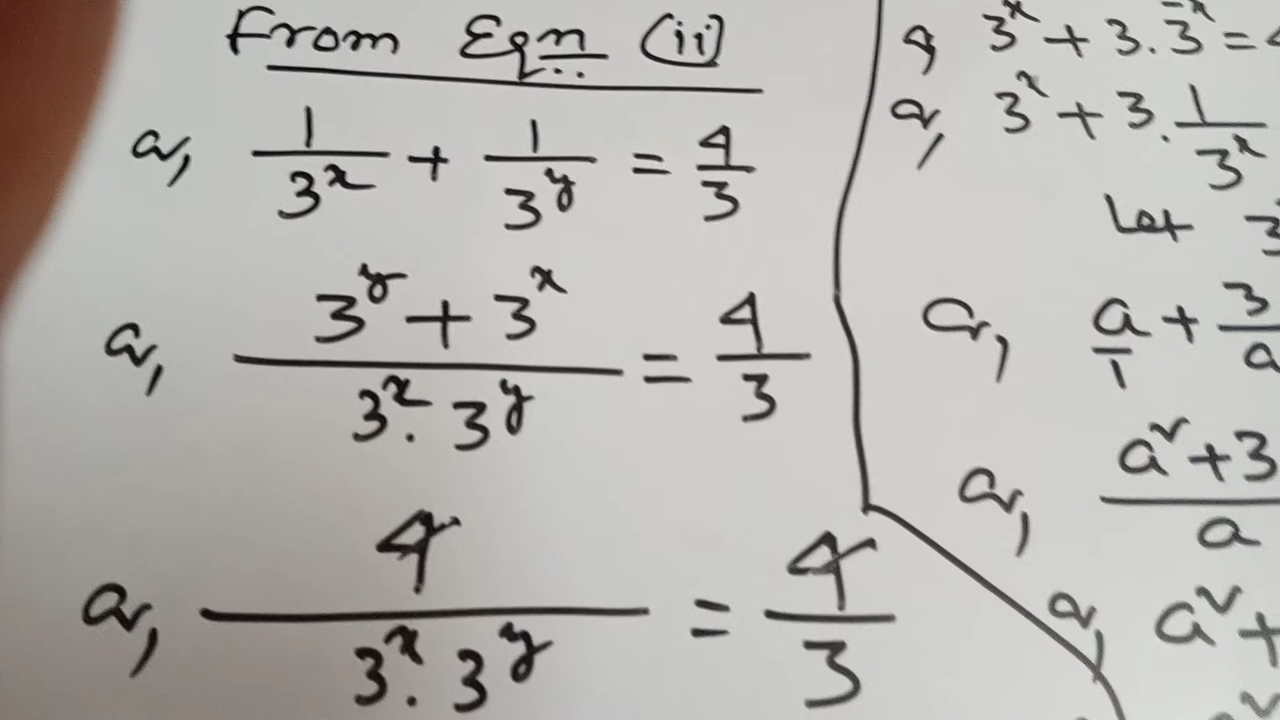 From Eqn (ii)
or, 1/3^x + 1/3^y = 4/3
or, (3^y + 3^x)/(3^x . 3^y) = 4/3
or, 4/(3^x . 3^y) = 4/3
or, 3^x + 3.3^-x =
or, 3^x + 3. 1/3^x
Let 3
or, a/1 + 3/a
or, (a^2 + 3)/a
or, a^2 +